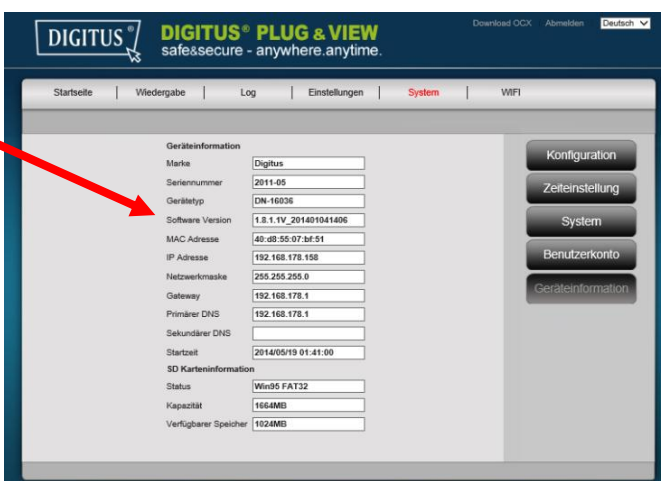 DIGITUS®
DIGITUS® PLUG & VIEW
safe&secure - anywhere.anytime.
Download OCX Abmelden Deutsch
Startseite | Wiedergabe | Log | Einstellungen | System | WIFI
Geräteinformation
Marke Digitus
Seriennummer 2011-05
Gerätetyp DN-16036
Software Version 1.8.1.1V_201401041406
MAC Adresse 40:d8:55:07:bf:51
IP Adresse 192.168.178.158
Netzwerkmaske 255.255.255.0
Gateway 192.168.178.1
Primärer DNS 192.168.178.1
Sekundärer DNS
Startzeit 2014/05/19 01:41:00
SD Karteninformation
Status Win95 FAT32
Kapazität 1664MB
Verfügbarer Speicher 1024MB
Konfiguration
Zeiteinstellung
System
Benutzerkonto
Geräteinformation